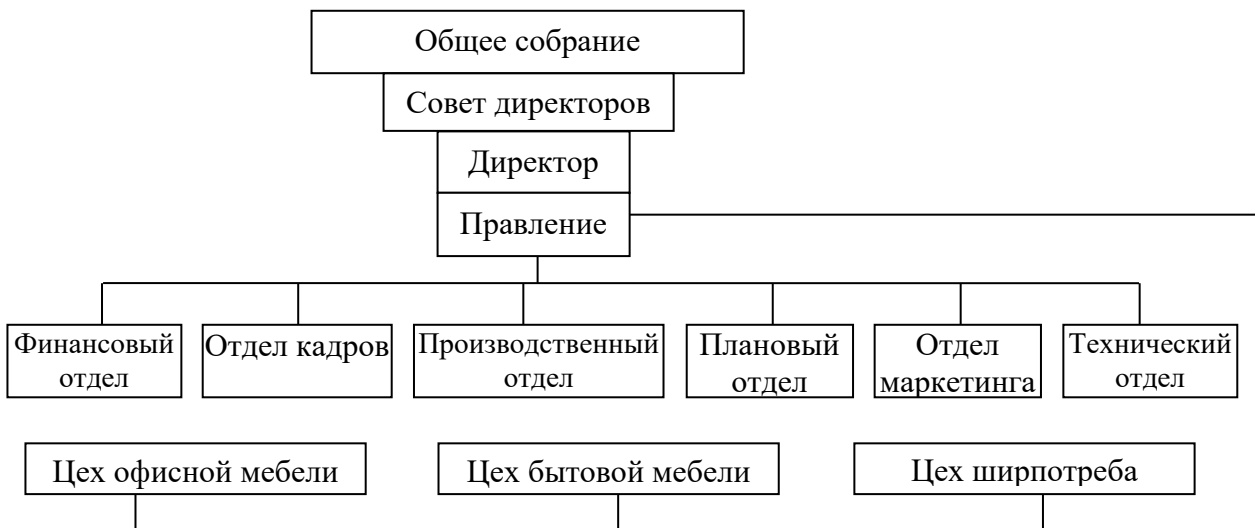 Общее собрание
Совет директоров
Директор
Правление
Финансовый
отдел
Отдел кадров
Производственный
отдел
Плановый
отдел
Отдел
маркетинга
Технический
отдел
Цех офисной мебели
Цех бытовой мебели
Цех ширпотреба